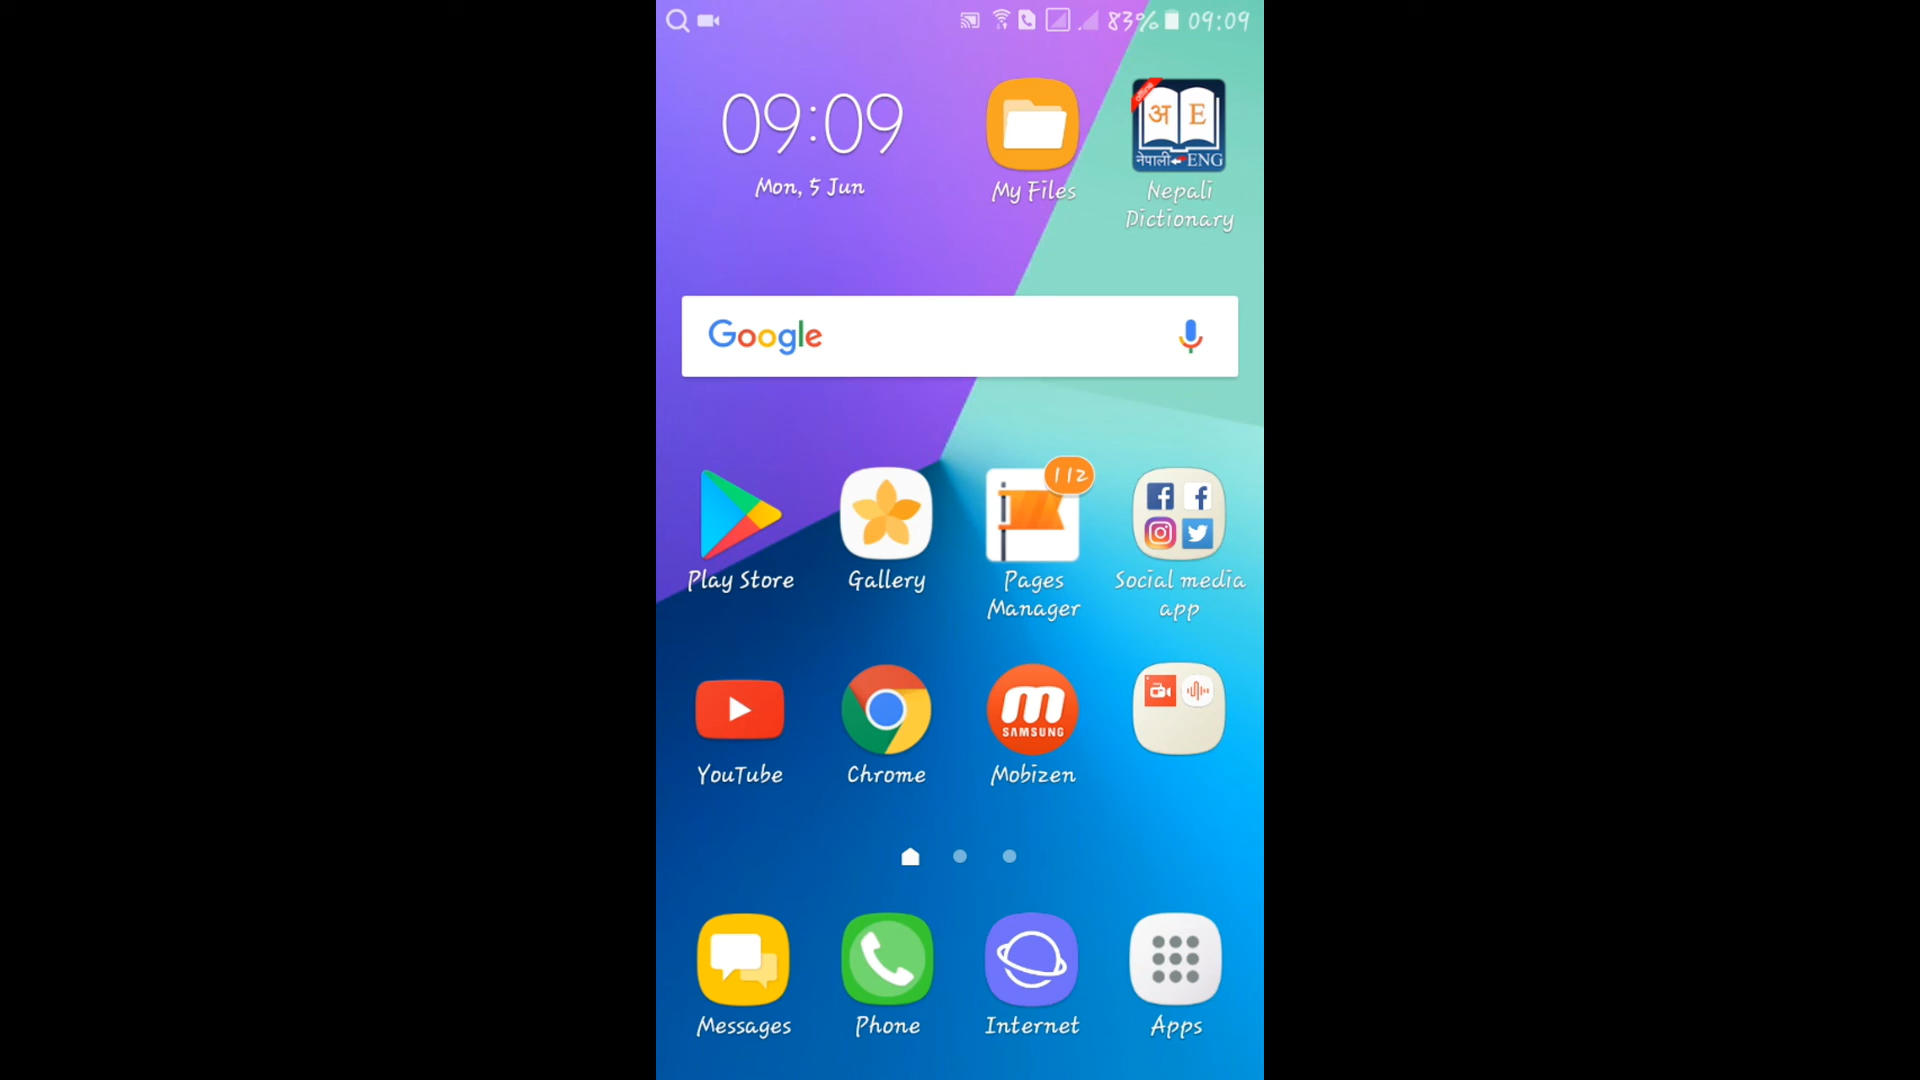 83% 09:09
09:09
Mon, 5 Jun
My Files
official
अ E
नेपाली ENG
Nepali
Dictionary
Google
112
Play Store
Gallery
Pages
Manager
Social media
app
m
SAMSUNG
YouTube
Chrome
Mobizen
Messages
Phone
Internet
Apps